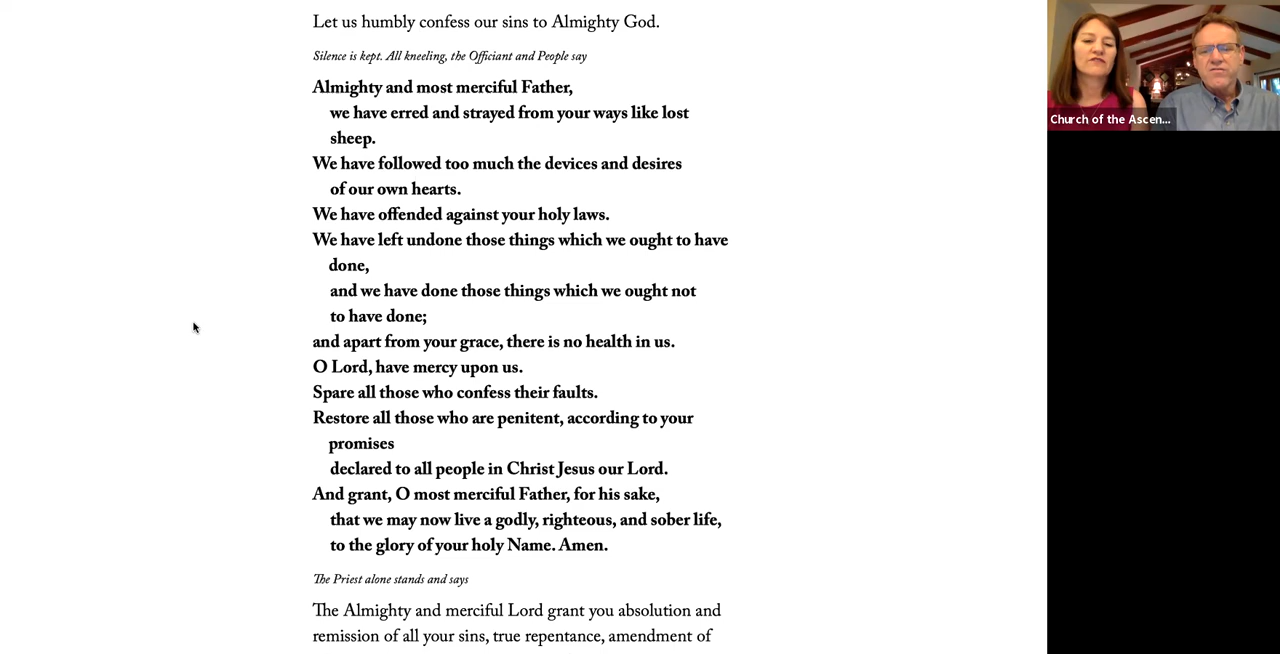 Let us humbly confess our sins to Almighty God.
Silence is kept. All kneeling, the Officiant and People say
Almighty and most merciful Father,
we have erred and strayed from your ways like lost
sheep.
We have followed too much the devices and desires
of our own hearts.
We have offended against your holy laws.
We have left undone those things which we ought to have
done,
and we have done those things which we ought not
to have done;
and apart from your grace, there is no health in us.
O Lord, have mercy upon us.
Spare all those who confess their faults.
Restore all those who are penitent, according to your
promises
declared to all people in Christ Jesus our Lord.
And grant, O most merciful Father, for his sake,
that we may now live a godly, righteous, and sober life,
to the glory of your holy Name. Amen.
The Priest alone stands and says
The Almighty and merciful Lord grant you absolution and
remission of all your sins, true repentance, amendment of
Church of the Ascen...